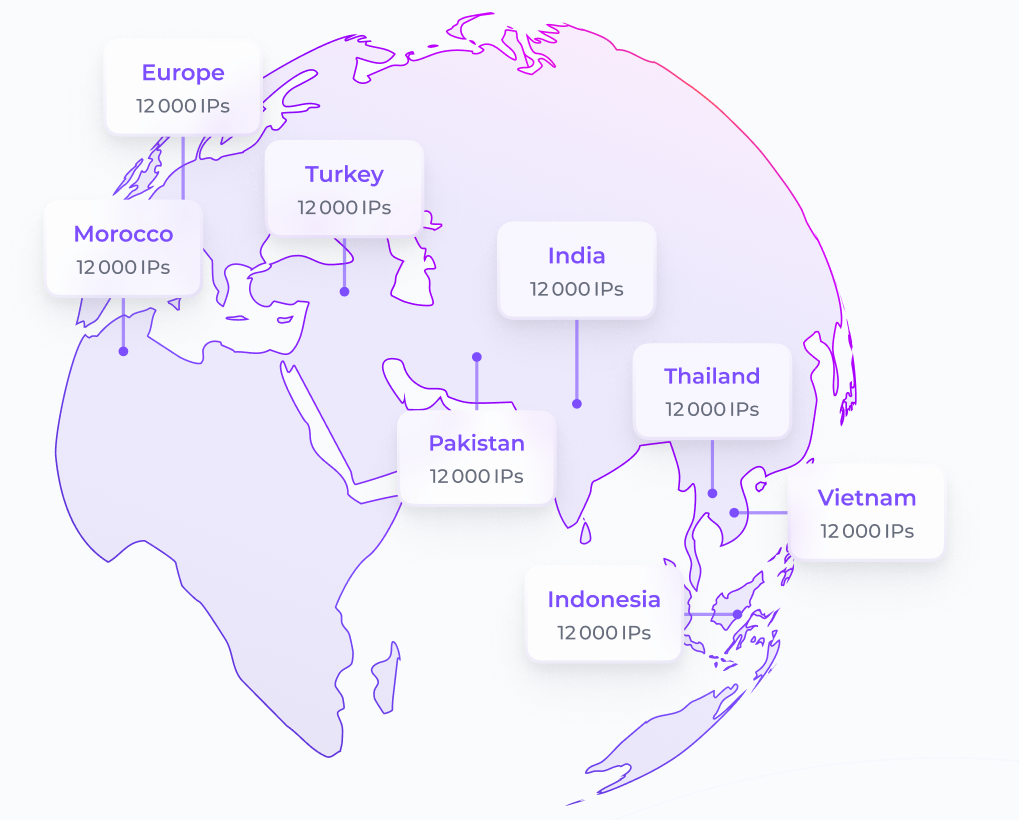 Europe
12 000 IPs
Turkey
12 000 IPs
Morocco
12 000 IPs
India
12 000 IPs
Thailand
12 000 IPs
Pakistan
12 000 IPs
Vietnam
12 000 IPs
Indonesia
12 000 IPs